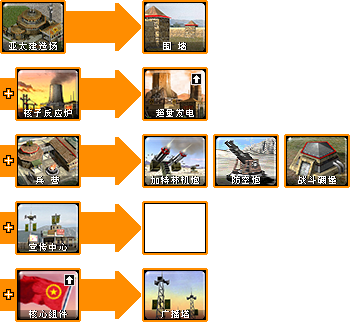 亚太建造场
围 墙
核子反应炉
超量发电
兵 营
加特林机炮
防空炮
战斗碉堡
宣传中心
核心组件
广播塔